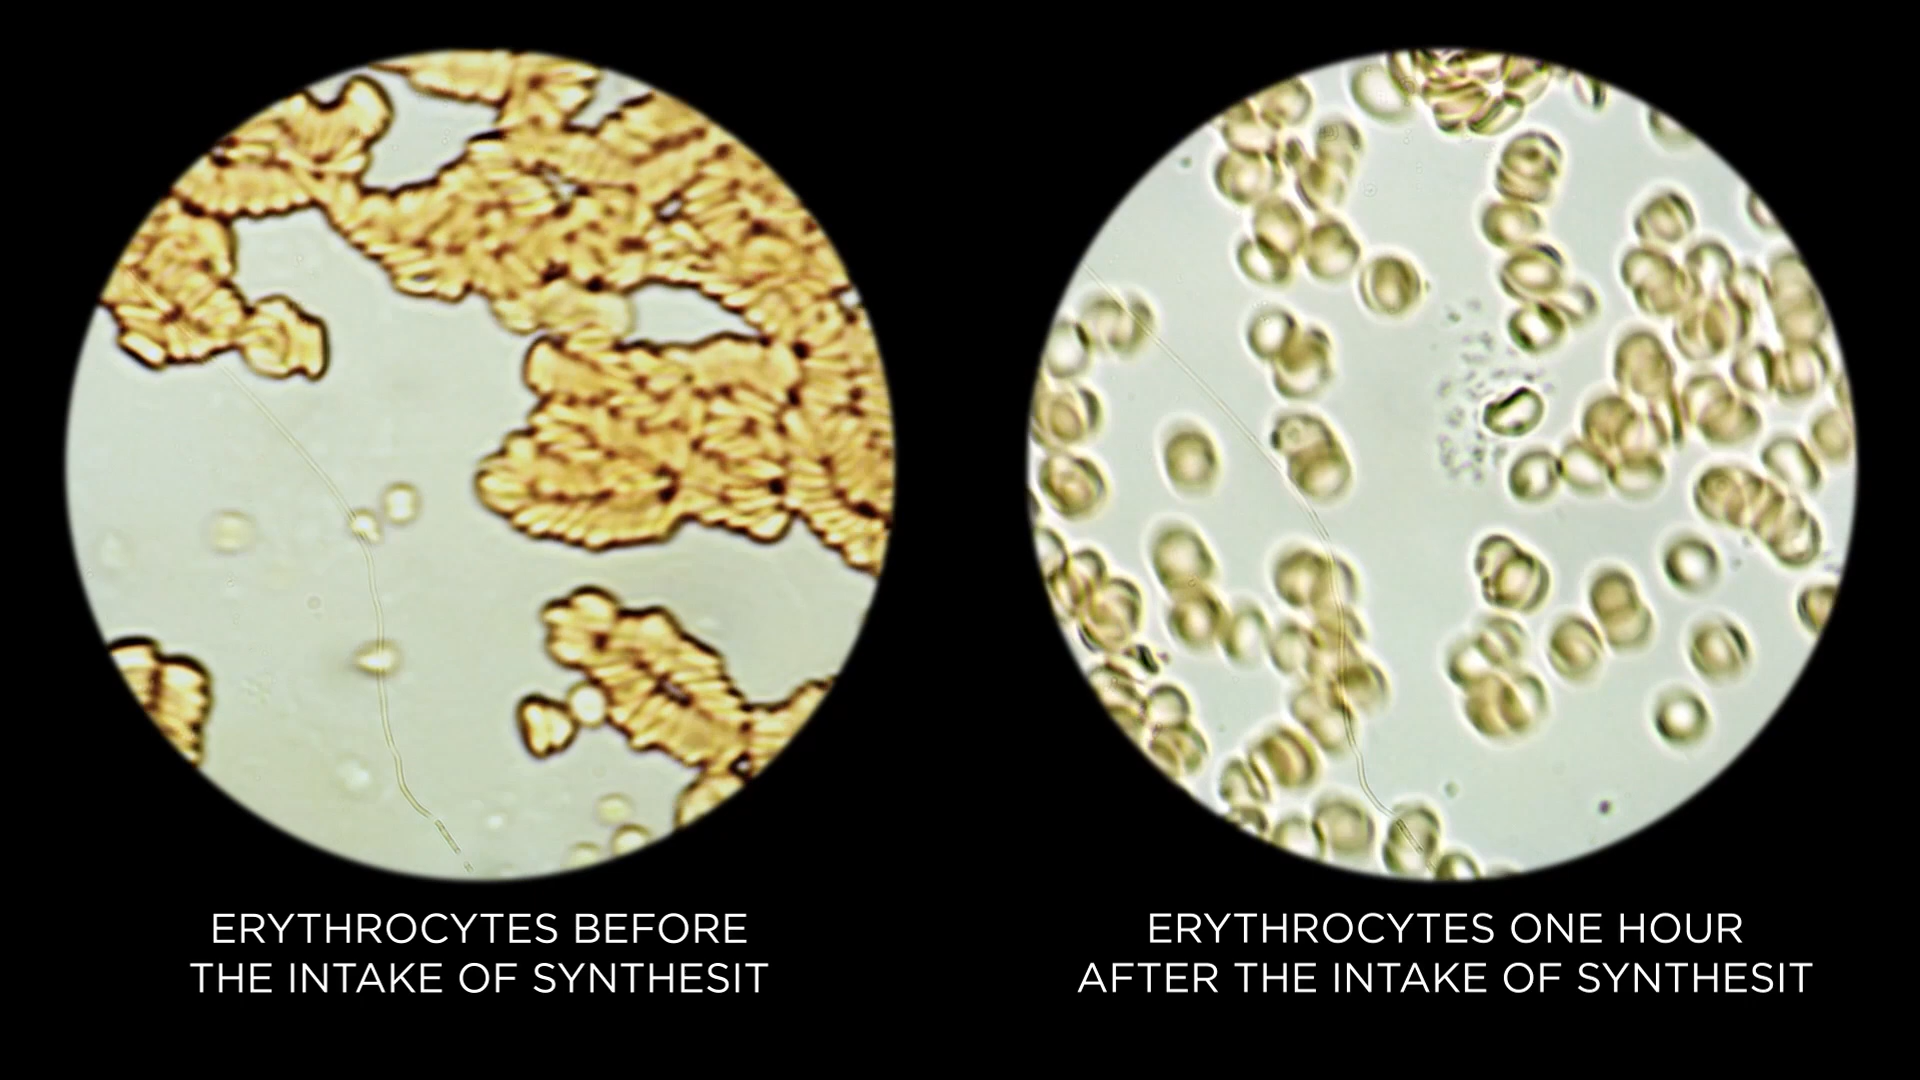 ERYTHROCYTES BEFORE
THE INTAKE OF SYNTHESIT
ERYTHROCYTES ONE HOUR
AFTER THE INTAKE OF SYNTHESIT